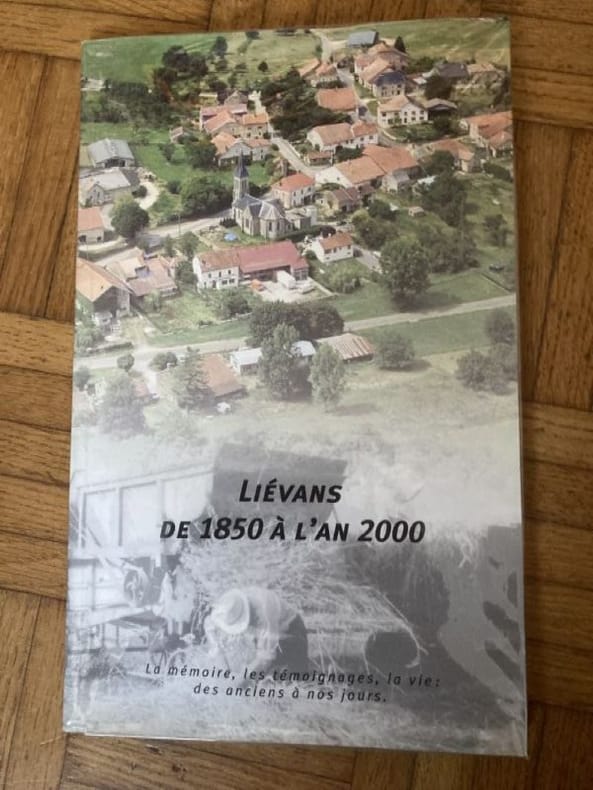 LIÉVANS
DE 1850 À L'AN 2000
La mémoire, les témoignages, la vie :
des anciens à nos jours.